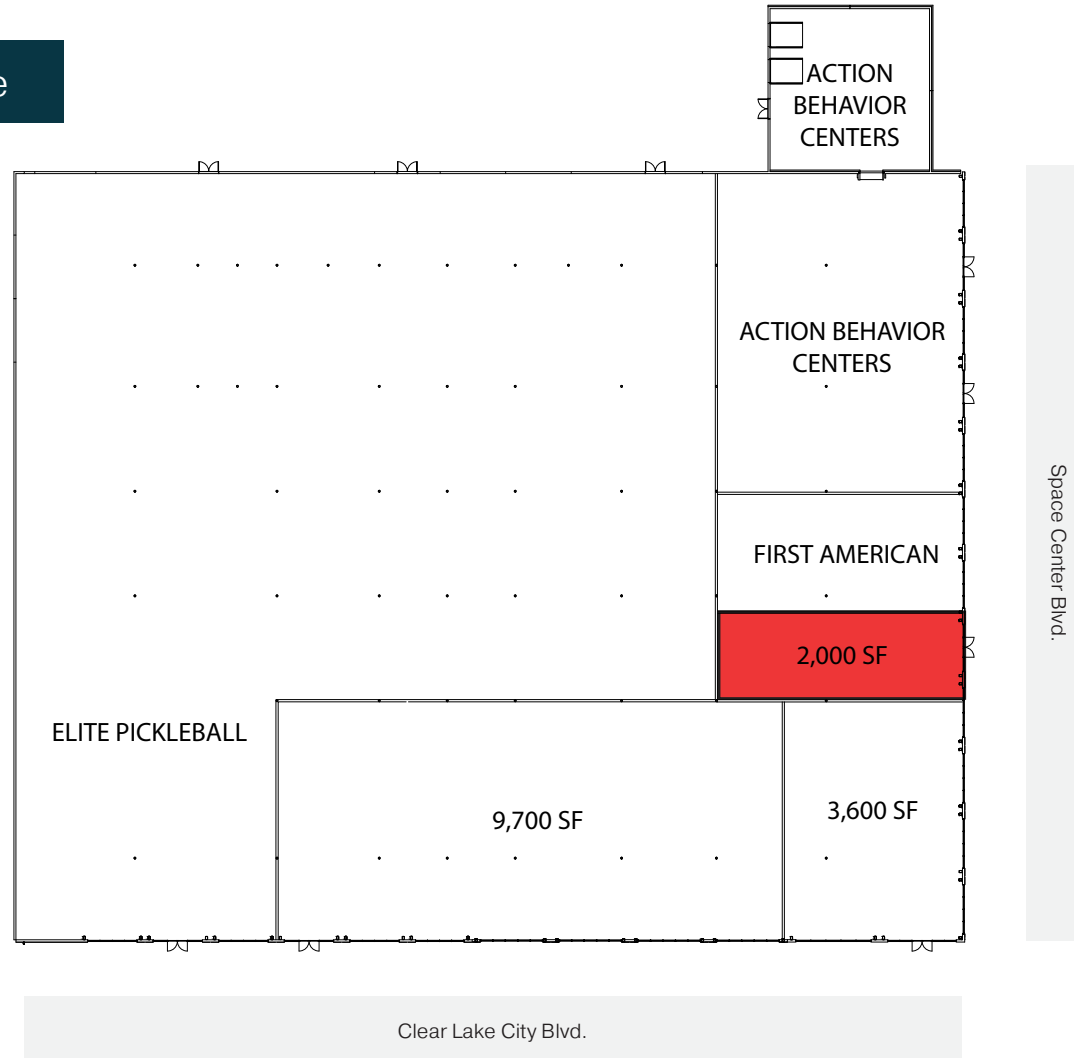 ACTION
BEHAVIOR
CENTERS
ACTION BEHAVIOR
CENTERS
FIRST AMERICAN
2,000 SF
ELITE PICKLEBALL
9,700 SF
3,600 SF
Space Center Blvd.
Clear Lake City Blvd.